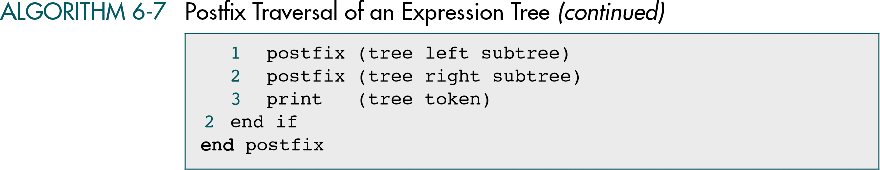 ALGORITHM 6-7 Postfix Traversal of an Expression Tree (continued)
1 postfix (tree left subtree)
2 postfix (tree right subtree)
3 print (tree token)
2 end if
end postfix